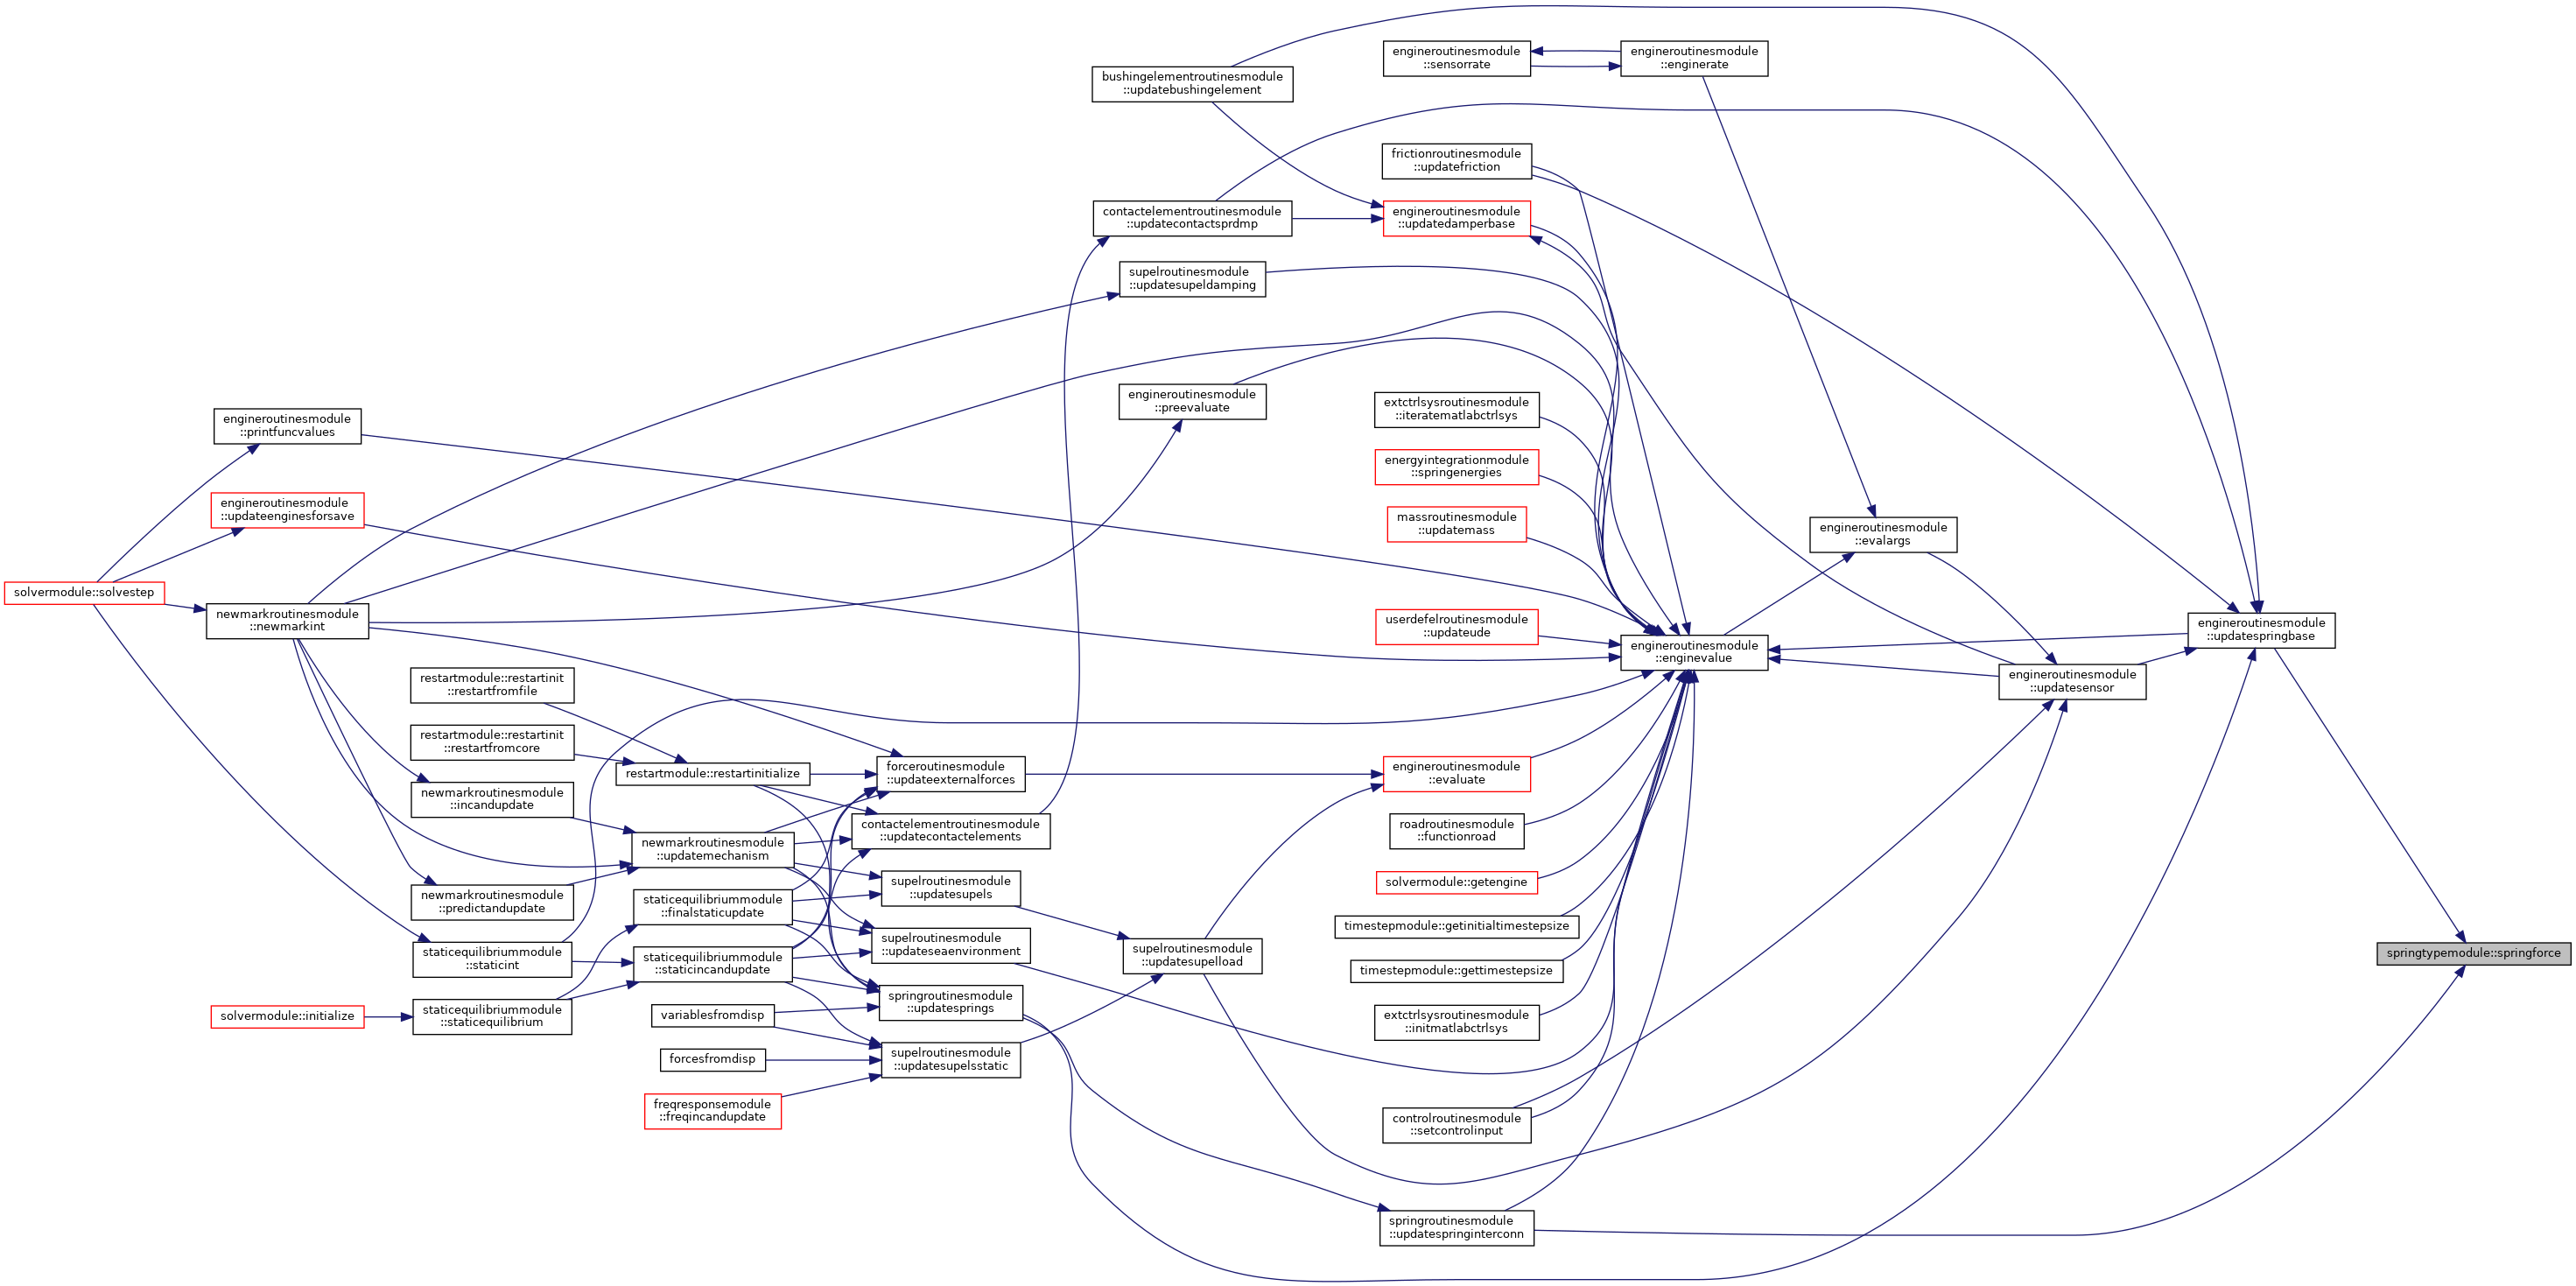 engineroutinesmodule
::sensorrate
engineroutinesmodule
::enginerate
bushingelementroutinesmodule
::updatebushingelement
frictionroutinesmodule
::updatefriction
contactelementroutinesmodule
::updatecontactsprdmp
engineroutinesmodule
::updatedamperbase
supelroutinesmodule
::updatesupeldamping
engineroutinesmodule
::preevaluate
extctrlsysroutinesmodule
::iteratematlabctrlsys
engineroutinesmodule
::printfuncvalues
energyintegrationmodule
::springenergies
engineroutinesmodule
::updateenginesforsave
massroutinesmodule
::updatemass
engineroutinesmodule
::evalargs
solvermodule::solvestep
newmarkroutinesmodule
::newmarkint
userdefelroutinesmodule
::updateude
engineroutinesmodule
::updatespringbase
engineroutinesmodule
::enginevalue
engineroutinesmodule
::updatesensor
restartmodule::restartinit
::restartfromfile
restartmodule::restartinit
::restartfromcore
restartmodule::restartinitialize
forceroutinesmodule
::updateexternalforces
engineroutinesmodule
::evaluate
newmarkroutinesmodule
::incandupdate
contactelementroutinesmodule
::updatecontactelements
roadroutinesmodule
::functionroad
newmarkroutinesmodule
::updatemechanism
newmarkroutinesmodule
::predictandupdate
supelroutinesmodule
::updatesupels
solvermodule::getengine
staticequilibriummodule
::finalstaticupdate
timestepmodule::getinitialtimestepsize
supelroutinesmodule
::updateseaenvironment
supelroutinesmodule
::updatesupelload
springtypemodule::springforce
staticequilibriummodule
::staticint
staticequilibriummodule
::staticincandupdate
timestepmodule::gettimestepsize
springroutinesmodule
::updatesprings
solvermodule::initialize
staticequilibriummodule
::staticequilibrium
variablesfromdisp
extctrlsysroutinesmodule
::initmatlabctrlsys
forcesfromdisp
supelroutinesmodule
::updatesupelsstatic
freqresponsemodule
::freqincandupdate
controlroutinesmodule
::setcontrolinput
springroutinesmodule
::updatespringinterconn